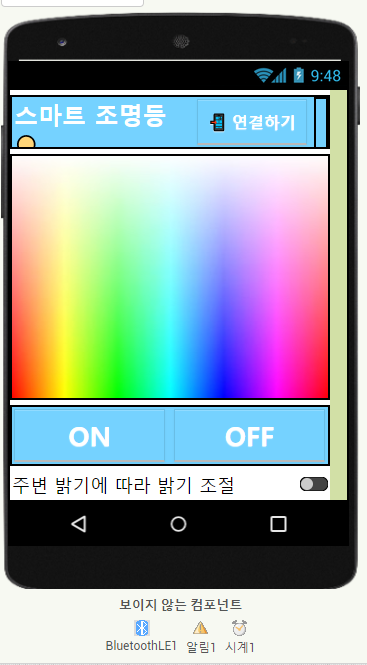 9:48
스마트 조명등
연결하기
ON
OFF
주변 밝기에 따라 밝기 조절
보이지 않는 컴포넌트
BluetoothLE1
알림1
시계1